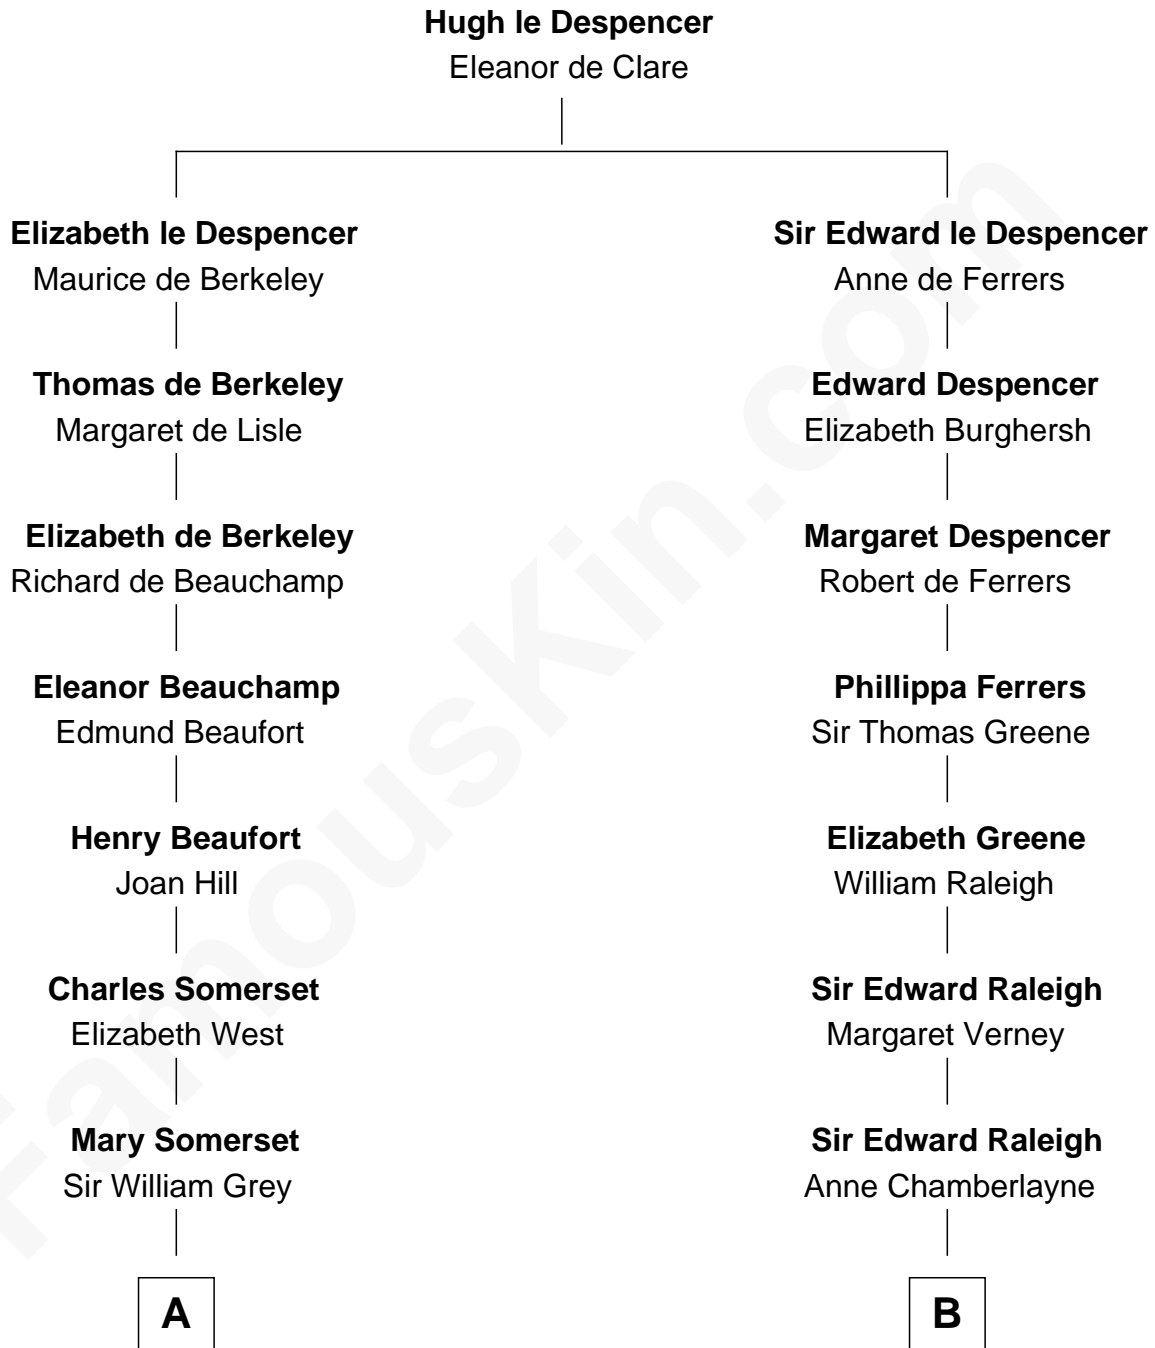 Hugh le Despencer
Eleanor de Clare
Elizabeth le Despencer
Maurice de Berkeley
Sir Edward le Despencer
Anne de Ferrers
Thomas de Berkeley
Margaret de Lisle
Edward Despencer
Elizabeth Burghersh
Elizabeth de Berkeley
Richard de Beauchamp
Margaret Despencer
Robert de Ferrers
Eleanor Beauchamp
Edmund Beaufort
Phillippa Ferrers
Sir Thomas Greene
Henry Beaufort
Joan Hill
Elizabeth Greene
William Raleigh
Charles Somerset
Elizabeth West
Sir Edward Raleigh
Margaret Verney
Mary Somerset
Sir William Grey
Sir Edward Raleigh
Anne Chamberlayne
A
B
FamousKin.com